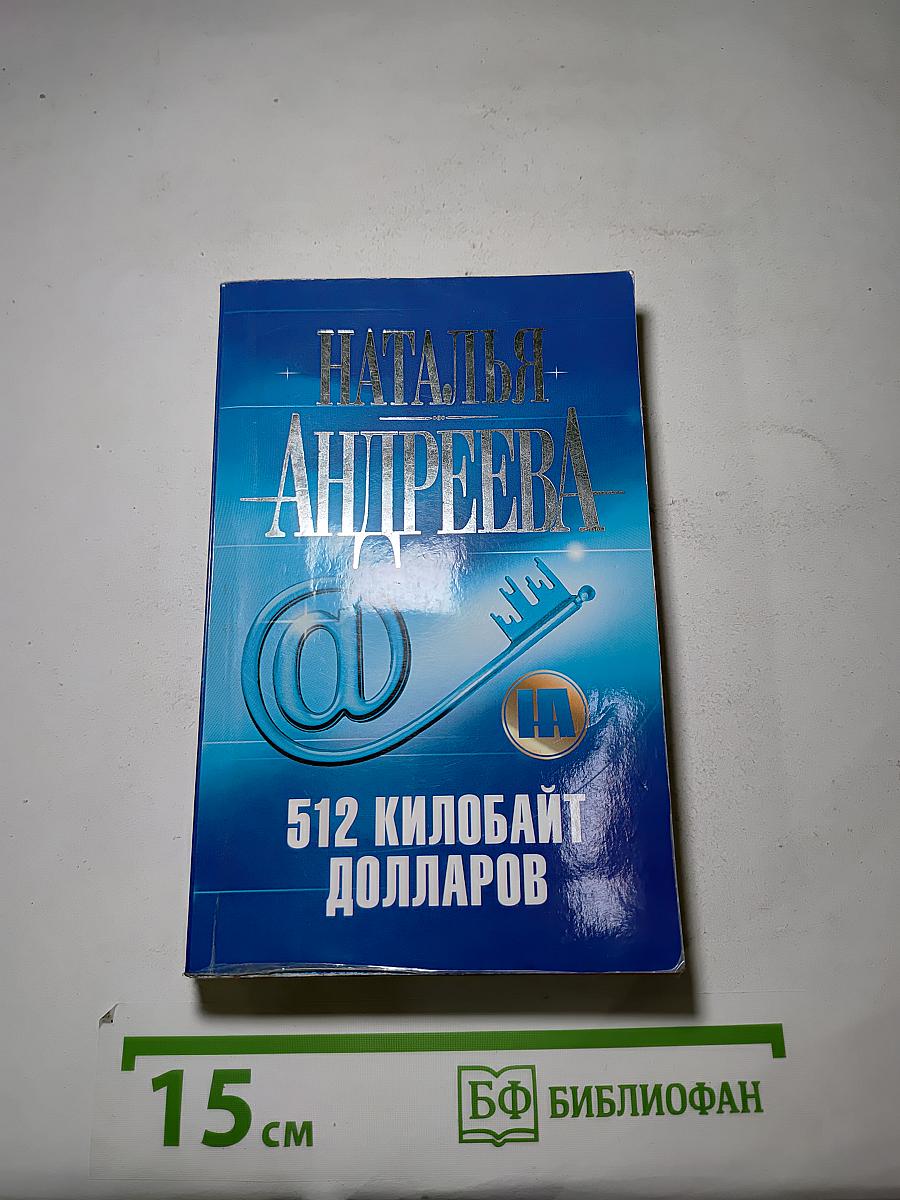 НАТАЛЬЯ
АНДРЕЕВА
@
НА
512 КИЛОБАЙТ
ДОЛЛАРОВ
15 см
БФ БИБЛИОФАН